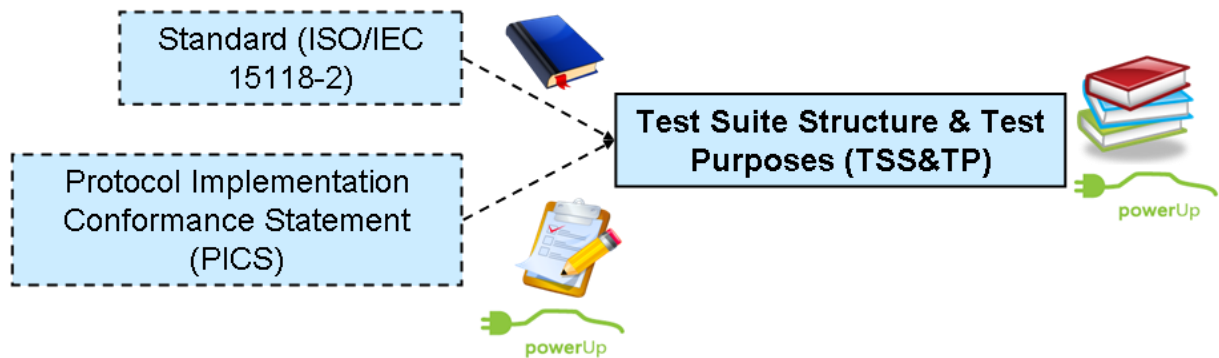 Standard (ISO/IEC
15118-2)
Test Suite Structure & Test
Purposes (TSS&TP)
powerUp
Protocol Implementation
Conformance Statement
(PICS)
powerUp